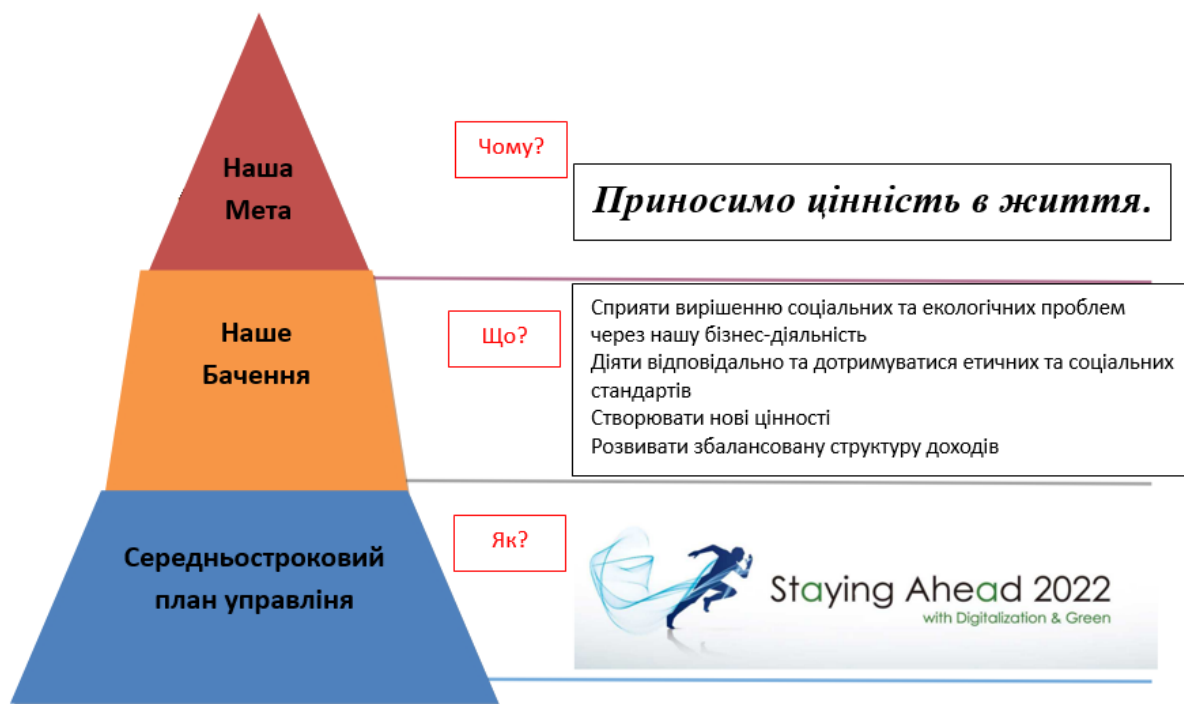 Наша
Мета
Чому?
Приносимо цінність в життя.
Наше
Бачення
Що?
Сприяти вирішенню соціальних та екологічних проблем
через нашу бізнес-діяльність
Діяти відповідально та дотримуватися етичних та соціальних
стандартів
Створювати нові цінності
Розвивати збалансовану структуру доходів
Середньостроковий
план управліня
Як?
Staying Ahead 2022
with Digitalization & Green